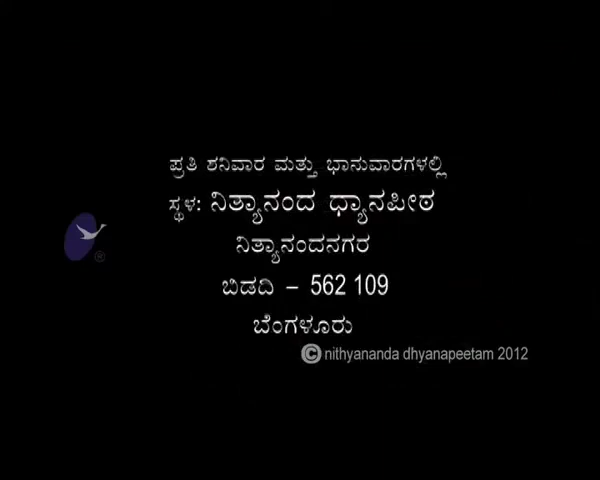 ಪ್ರತಿ ಶನಿವಾರ ಮತ್ತು ಭಾನುವಾರಗಳಲ್ಲಿ
ಸ್ಥಳ: ನಿತ್ಯಾನಂದ ಧ್ಯಾನಪೀಠ
ನಿತ್ಯಾನಂದನಗರ
ಬಿಡದಿ – 562 109
ಬೆಂಗಳೂರು
© nithyananda dhyanapeetam 2012
®